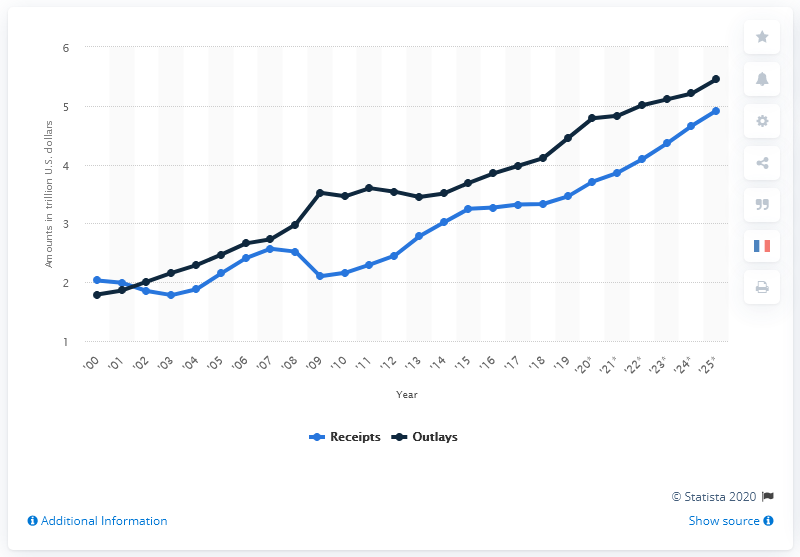 6
5
4
3
2
1
Amounts in trillion U.S. dollars
'00 '01 '02 '03 '04 '05 '06 '07 '08 '09 '10 '11 '12 '13 '14 '15 '16 '17 '18 '19 '20* '21* '22* '23* '24* '25*
Year
Receipts Outlays
© Statista 2020
Additional Information Show source